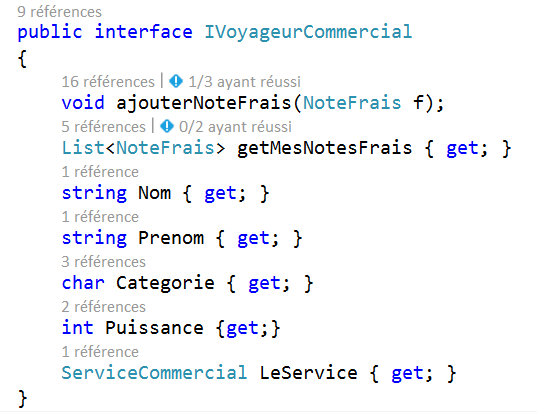 9 références
public interface IVoyageurCommercial
{
16 références | 1/3 ayant réussi
void ajouterNoteFrais(NoteFrais f);
5 références | 0/2 ayant réussi
List<NoteFrais> getMesNotesFrais { get; }
1 référence
string Nom { get; }
1 référence
string Prenom { get; }
3 références
char Categorie { get; }
2 références
int Puissance {get;}
1 référence
ServiceCommercial LeService { get; }
}